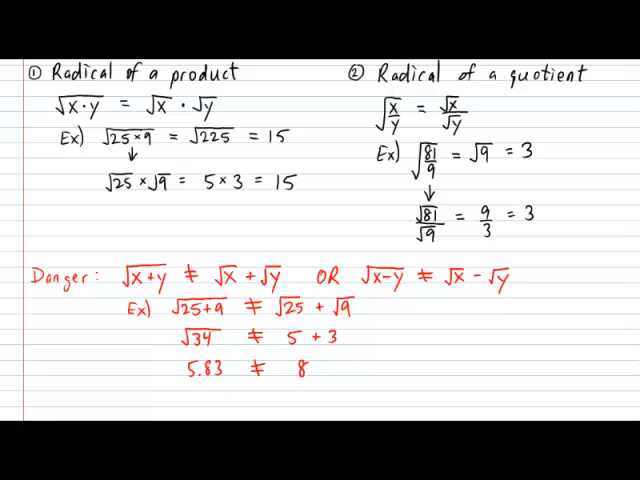 ① Radical of a product
√x·y = √x · √y
Ex) √25×9 = √225 = 15
↓
√25 × √9 = 5 × 3 = 15
② Radical of a quotient
√x/y = √x/√y
Ex) √81/9 = √9 = 3
↓
√81/√9 = 9/3 = 3
Danger: √x+y ≠ √x + √y OR √x-y ≠ √x - √y
Ex) √25+9 ≠ √25 + √9
√34 ≠ 5 + 3
5.83 ≠ 8